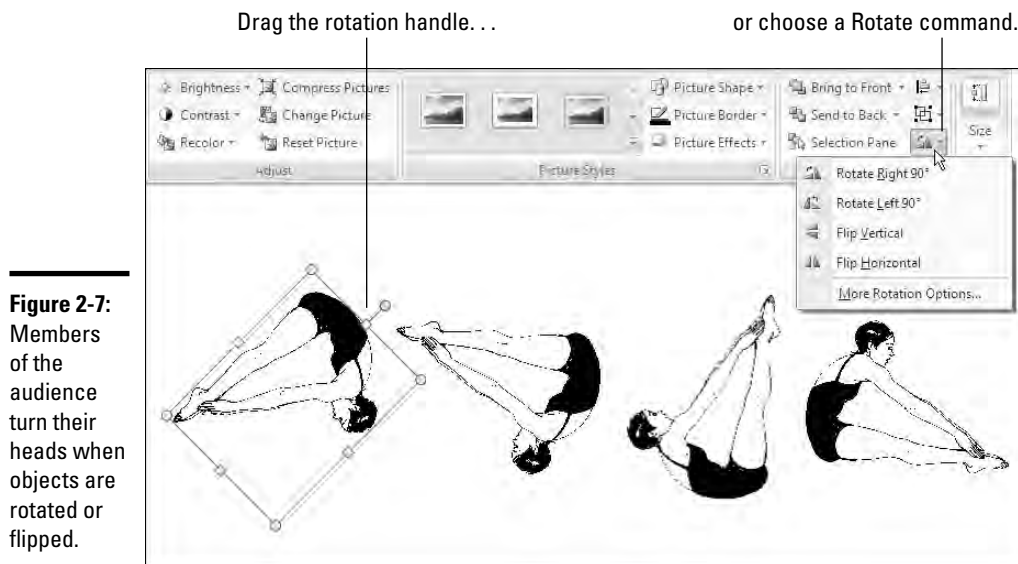 Drag the rotation handle. . .
or choose a Rotate command.
Brightness
Compress Pictures
Picture Shape
Bring to Front
Contrast
Change Picture
Picture Border
Send to Back
Size
Recolor
Reset Picture
Picture Effects
Selection Pane
Adjust
Picture Styles
Rotate Right 90°
Rotate Left 90°
Flip Vertical
Flip Horizontal
More Rotation Options...
Figure 2-7:
Members
of the
audience
turn their
heads when
objects are
rotated or
flipped.